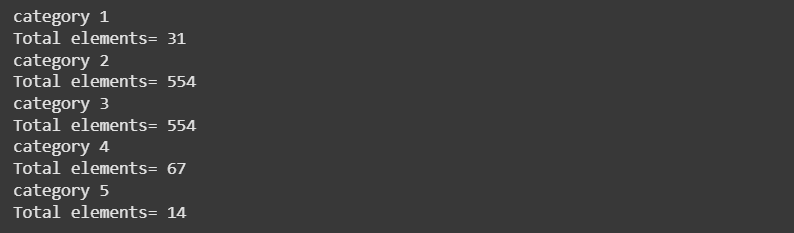 category 1
Total elements= 31
category 2
Total elements= 554
category 3
Total elements= 554
category 4
Total elements= 67
category 5
Total elements= 14